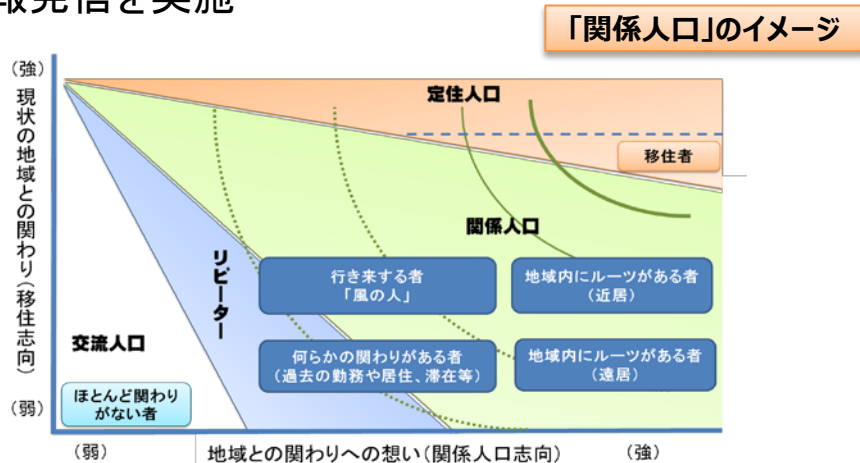 報発信を実施
「関係人口」のイメージ
（強）
現状の地域との関わり（移住志向）
（弱）
定住人口
移住者
関係人口
リピーター
行き来する者
「風の人」
地域内にルーツがある者
（近居）
何らかの関わりがある者
（過去の勤務や居住、滞在等）
地域内にルーツがある者
（遠居）
交流人口
ほとんど関わり
がない者
（弱）
地域との関わりへの想い（関係人口志向）
（強）